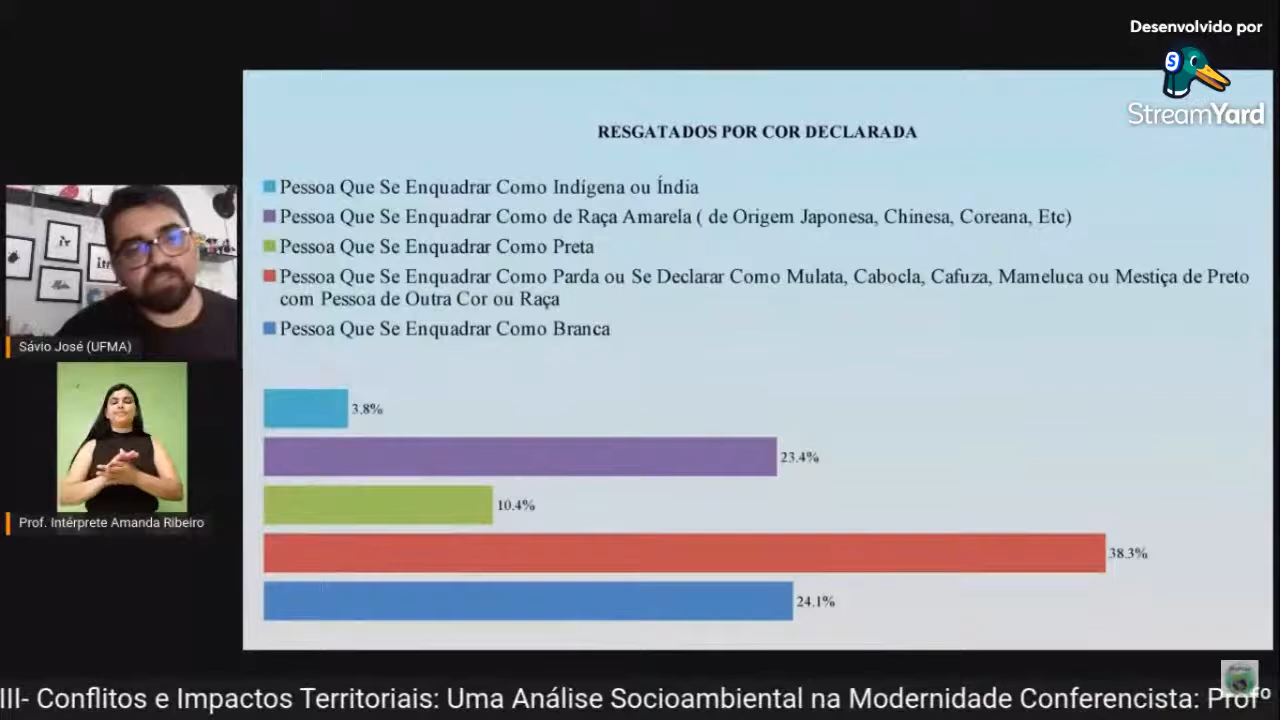 Desenvolvido por
StreamYard
RESGATADOS POR COR DECLARADA
Pessoa Que Se Enquadrar Como Indígena ou Índia
Pessoa Que Se Enquadrar Como de Raça Amarela ( de Origem Japonesa, Chinesa, Coreana, Etc)
Pessoa Que Se Enquadrar Como Preta
Pessoa Que Se Enquadrar Como Parda ou Se Declarar Como Mulata, Cabocla, Cafuza, Mameluca ou Mestiça de Preto
com Pessoa de Outra Cor ou Raça
Pessoa Que Se Enquadrar Como Branca
3.8%
23.4%
10.4%
38.3%
24.1%
Sávio José (UFMA)
Prof. Intérprete Amanda Ribeiro
III- Conflitos e Impactos Territoriais: Uma Análise Socioambiental na Modernidade Conferencista: Prof